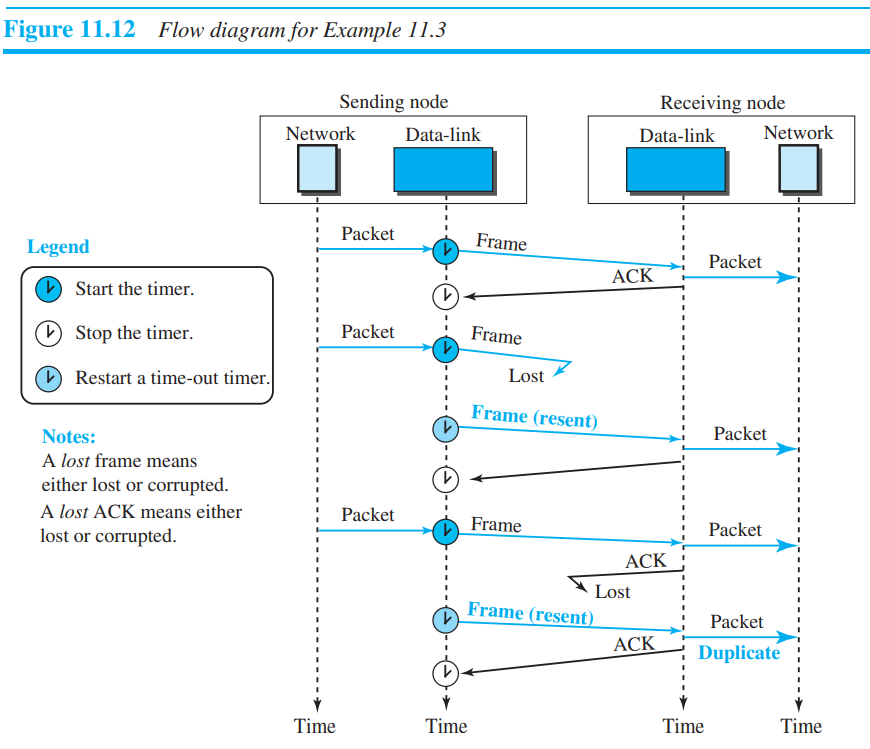 Figure 11.12 Flow diagram for Example 11.3
Sending node
Receiving node
Network
Data-link
Data-link
Network
Legend
Start the timer.
Stop the timer.
Restart a time-out timer.
Notes:
A lost frame means
either lost or corrupted.
A lost ACK means either
lost or corrupted.
Packet
Frame
Packet
ACK
Packet
Frame
Lost
Frame (resent)
Packet
Packet
Frame
Packet
ACK
Lost
Frame (resent)
Packet
ACK
Duplicate
Time
Time
Time
Time